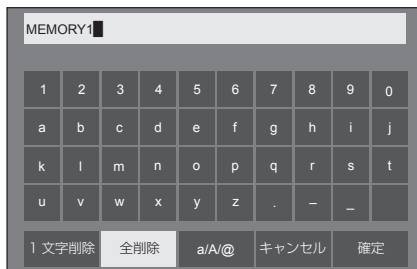 MEMORY1
1 2 3 4 5 6 7 8 9 0
a b c d e f g h i j
k l m n o p q r s t
u v w x y z . – _
1文字削除 全削除 a/A/@ キャンセル 確定